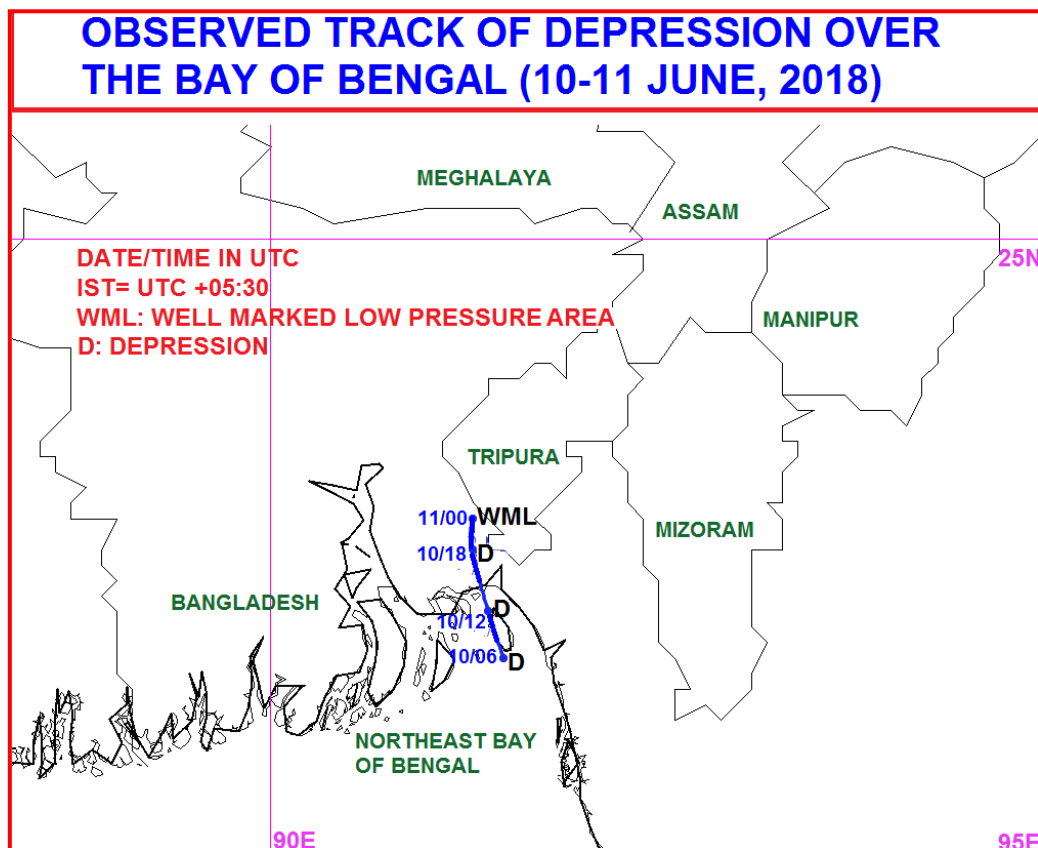 OBSERVED TRACK OF DEPRESSION OVER
THE BAY OF BENGAL (10-11 JUNE, 2018)
MEGHALAYA
ASSAM
25N
DATE/TIME IN UTC
IST= UTC +05:30
WML: WELL MARKED LOW PRESSURE AREA
D: DEPRESSION
MANIPUR
TRIPURA
11/00 WML
MIZORAM
10/18 D
BANGLADESH
10/12 D
10/06 D
NORTHEAST BAY
OF BENGAL
90E
95E